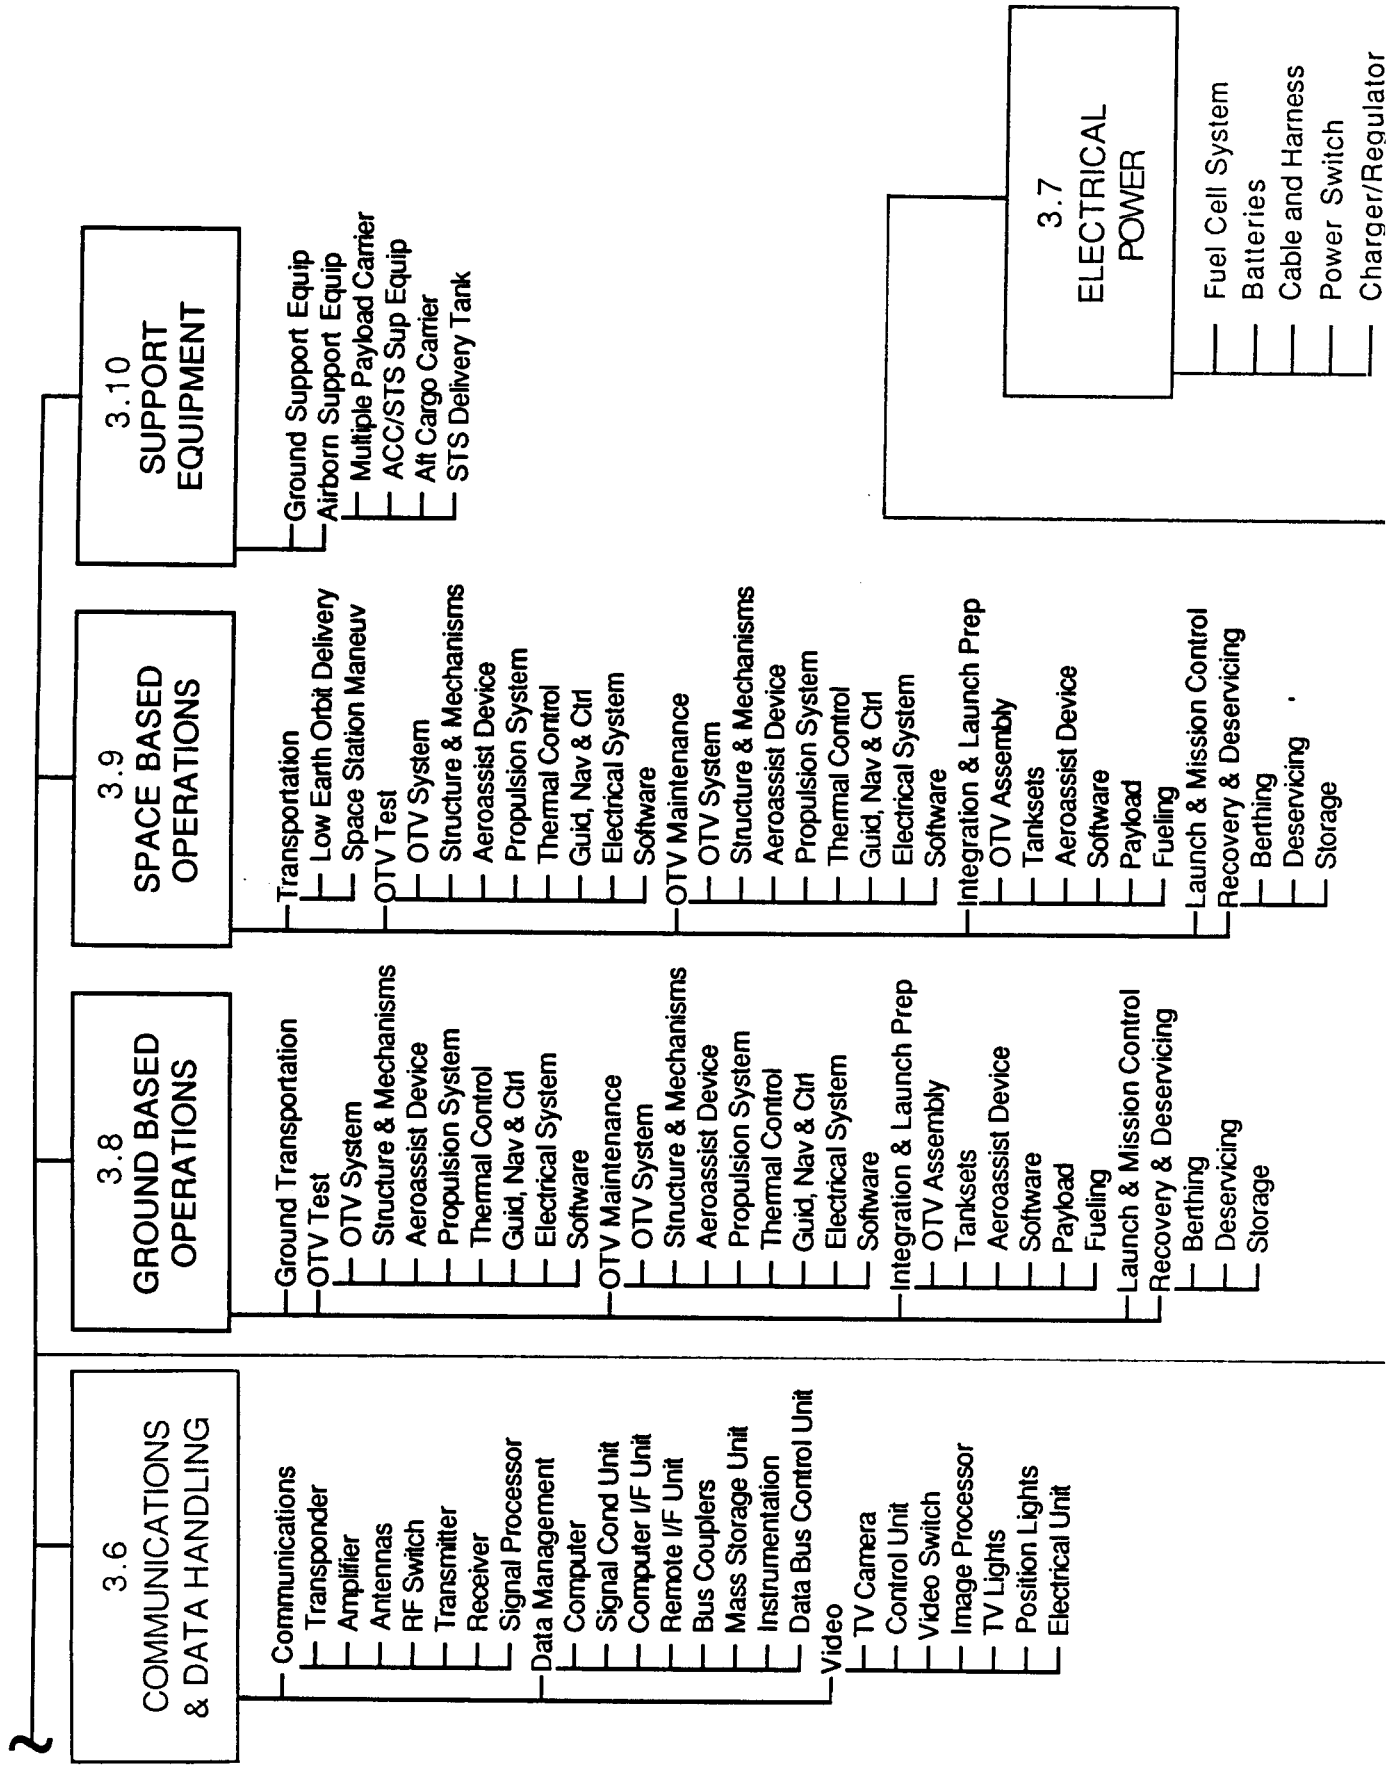 3.6
COMMUNICATIONS
& DATA HANDLING
Communications
Transponder
Amplifier
Antennas
RF Switch
Transmitter
Receiver
Signal Processor
Data Management
Computer
Signal Cond Unit
Computer I/F Unit
Remote I/F Unit
Bus Couplers
Mass Storage Unit
Instrumentation
Data Bus Control Unit
Video
TV Camera
Control Unit
Video Switch
Image Processor
TV Lights
Position Lights
Electrical Unit
3.8
GROUND BASED
OPERATIONS
Ground Transportation
OTV Test
OTV System
Structure & Mechanisms
Aeroassist Device
Propulsion System
Thermal Control
Guid, Nav & Ctrl
Electrical System
Software
OTV Maintenance
OTV System
Structure & Mechanisms
Aeroassist Device
Propulsion System
Thermal Control
Guid, Nav & Ctrl
Electrical System
Software
Integration & Launch Prep
OTV Assembly
Tanksets
Aeroassist Device
Software
Payload
Fueling
Launch & Mission Control
Recovery & Deservicing
Berthing
Deservicing
Storage
3.9
SPACE BASED
OPERATIONS
Transportation
Low Earth Orbit Delivery
Space Station Maneuv
OTV Test
OTV System
Structure & Mechanisms
Aeroassist Device
Propulsion System
Thermal Control
Guid, Nav & Ctrl
Electrical System
Software
OTV Maintenance
OTV System
Structure & Mechanisms
Aeroassist Device
Propulsion System
Thermal Control
Guid, Nav & Ctrl
Electrical System
Software
Integration & Launch Prep
OTV Assembly
Tanksets
Aeroassist Device
Software
Payload
Fueling
Launch & Mission Control
Recovery & Deservicing
Berthing
Deservicing
Storage
3.10
SUPPORT
EQUIPMENT
Ground Support Equip
Airborn Support Equip
Multiple Payload Carrier
ACC/STS Sup Equip
Aft Cargo Carrier
STS Delivery Tank
3.7
ELECTRICAL
POWER
Fuel Cell System
Batteries
Cable and Harness
Power Switch
Charger/Regulator